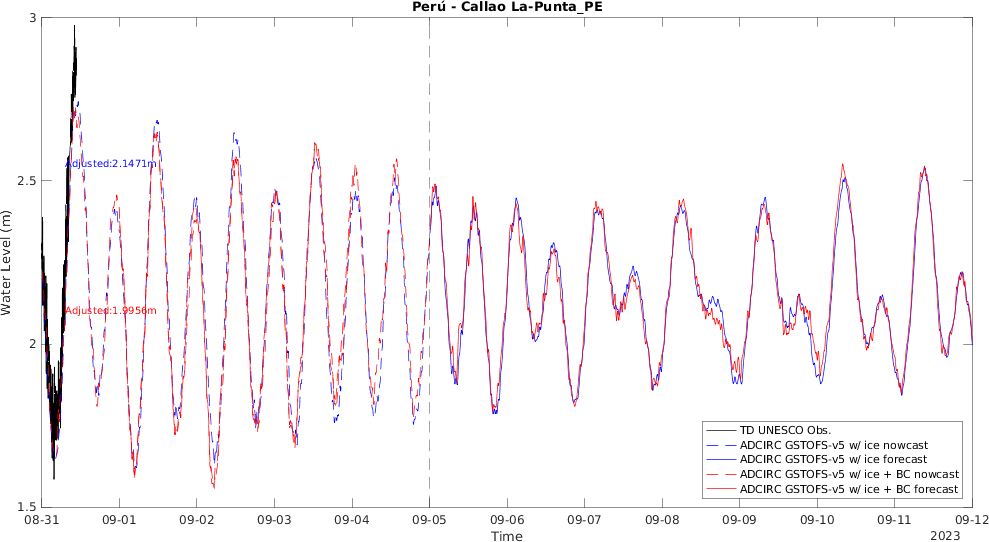 Perú - Callao La-Punta_PE
3
2.5
2
1.5
Water Level (m)
Adjusted:2.1471m
Adjusted:1.9956m
TD UNESCO Obs.
ADCIRC GSTOFS-v5 w/ ice nowcast
ADCIRC GSTOFS-v5 w/ ice forecast
ADCIRC GSTOFS-v5 w/ ice + BC nowcast
ADCIRC GSTOFS-v5 w/ ice + BC forecast
08-31 09-01 09-02 09-03 09-04 09-05 09-06 09-07 09-08 09-09 09-10 09-11 09-12
Time
2023